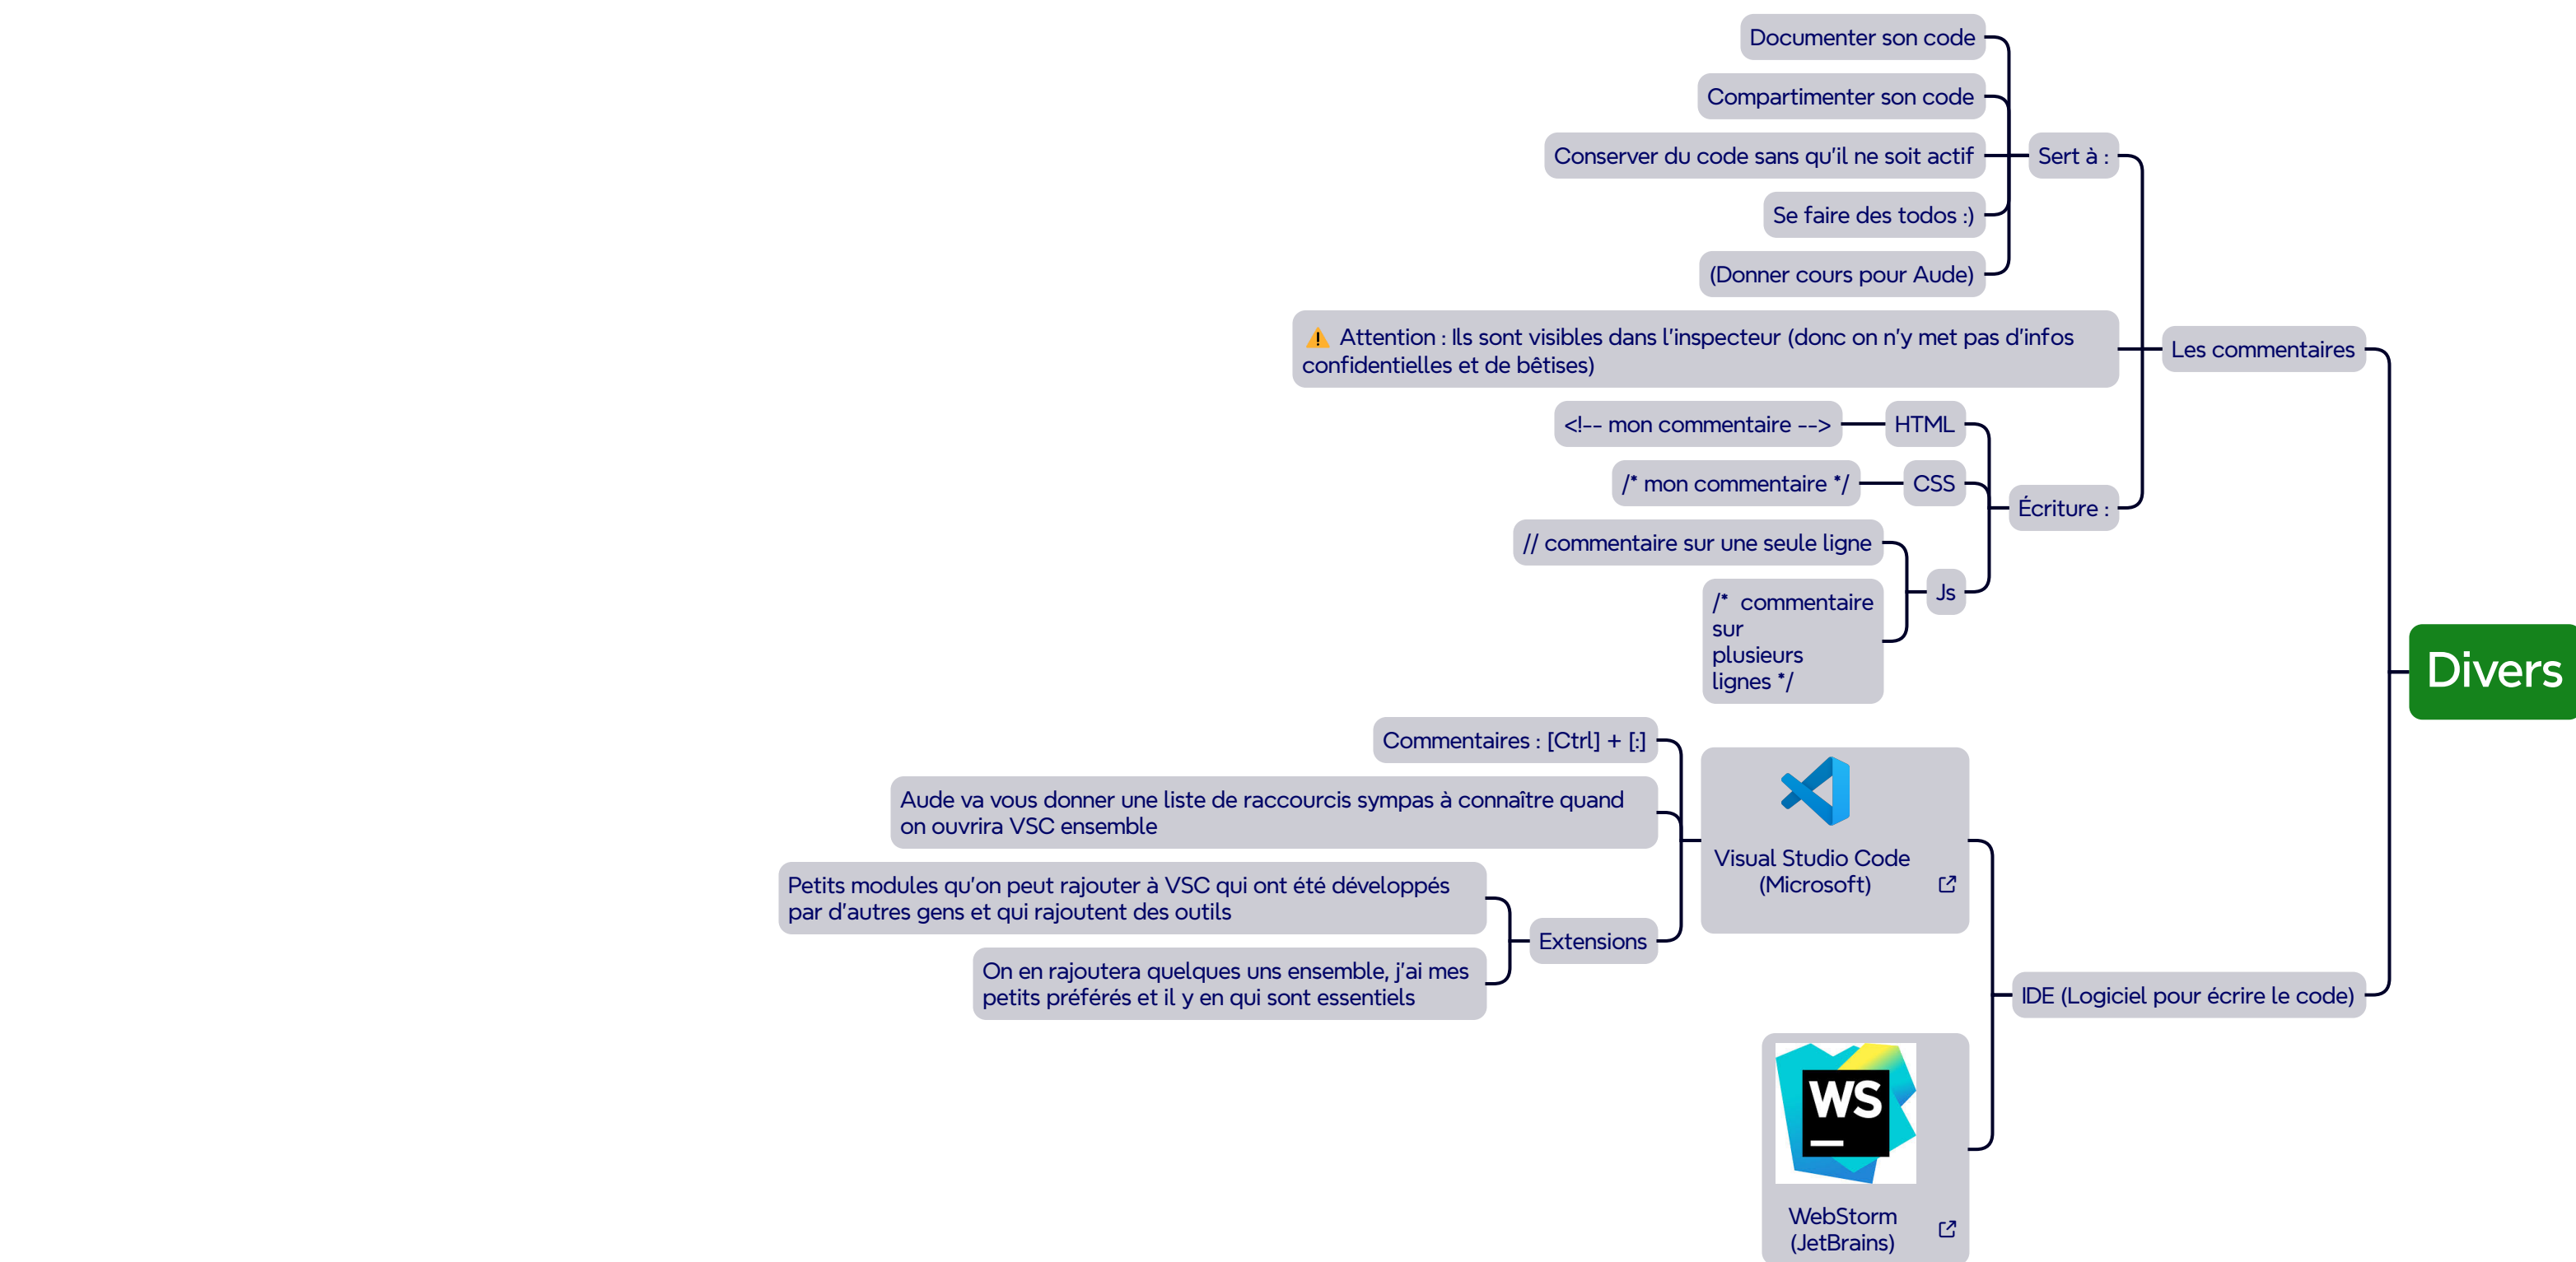 Documenter son code
Compartimenter son code
Conserver du code sans qu'il ne soit actif
Sert à :
Se faire des todos :)
(Donner cours pour Aude)
⚠️ Attention : Ils sont visibles dans l'inspecteur (donc on n'y met pas d'infos
confidentielles et de bêtises)
Les commentaires
<!-- mon commentaire -->
HTML
/* mon commentaire */
CSS
Écriture :
// commentaire sur une seule ligne
Js
/*  commentaire
sur
plusieurs
lignes */
Divers
Commentaires : [Ctrl] + [:]
Aude va vous donner une liste de raccourcis sympas à connaître quand
on ouvrira VSC ensemble
Visual Studio Code
(Microsoft)
Petits modules qu'on peut rajouter à VSC qui ont été développés
par d'autres gens et qui rajoutent des outils
Extensions
On en rajoutera quelques uns ensemble, j'ai mes
petits préférés et il y en qui sont essentiels
IDE (Logiciel pour écrire le code)
WS
WebStorm
(JetBrains)